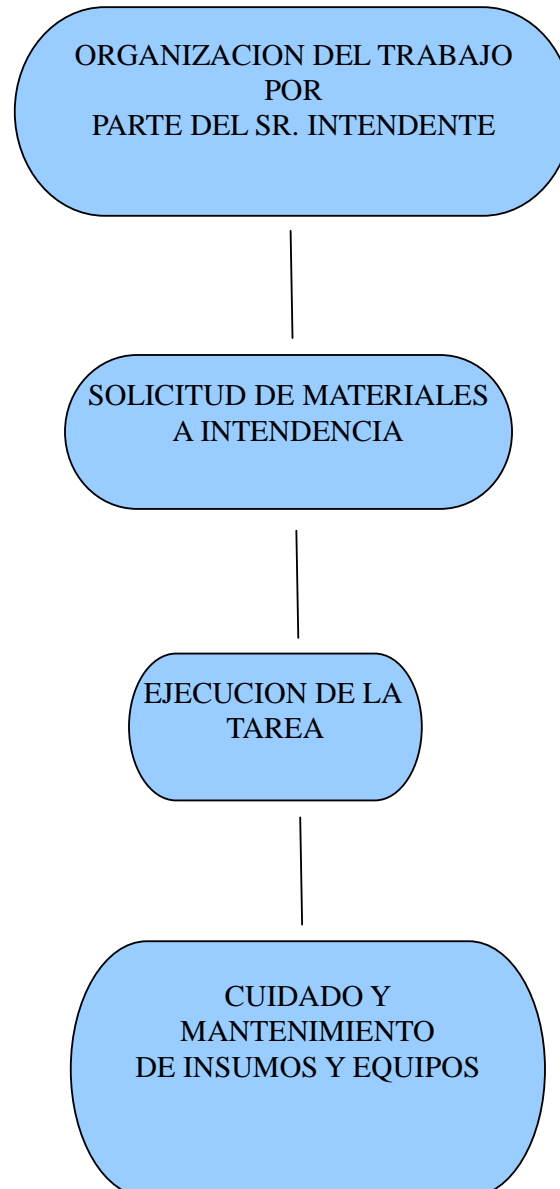 ORGANIZACION DEL TRABAJO
POR
PARTE DEL SR. INTENDENTE
SOLICITUD DE MATERIALES
A INTENDENCIA
EJECUCION DE LA
TAREA
CUIDADO Y
MANTENIMIENTO
DE INSUMOS Y EQUIPOS